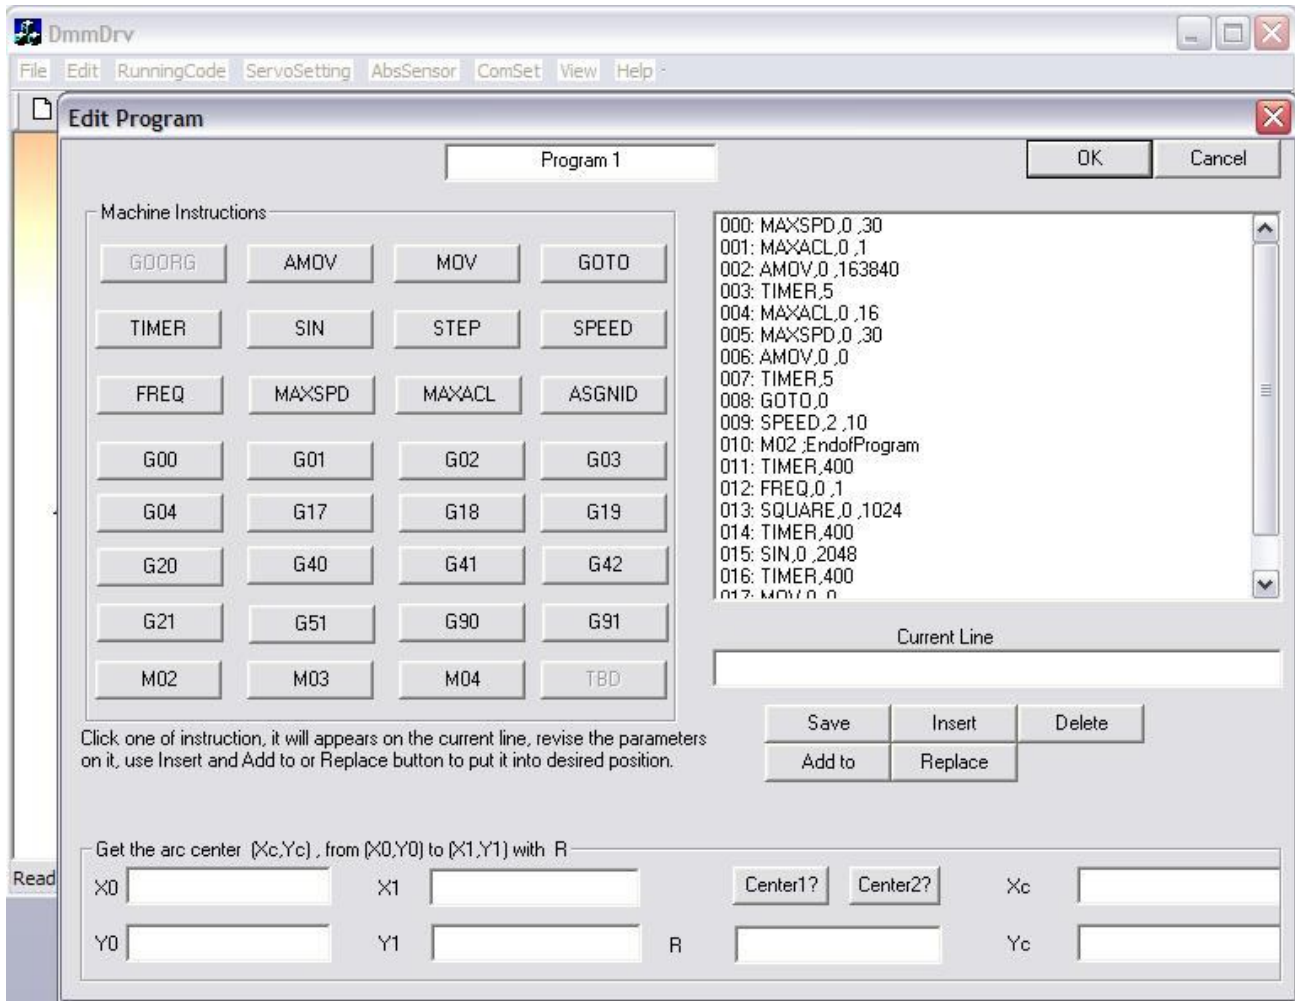 DmmDrv
File Edit RunningCode ServoSetting AbsSensor ComSet View Help
Edit Program
Program 1
OK Cancel
Machine Instructions
GOORG AMOV MOV GOTO
TIMER SIN STEP SPEED
FREQ MAXSPD MAXACL ASGNID
G00 G01 G02 G03
G04 G17 G18 G19
G20 G40 G41 G42
G21 G51 G90 G91
M02 M03 M04 TBD
000: MAXSPD,0 ,30
001: MAXACL,0 ,1
002: AMOV,0 ,163840
003: TIMER,5
004: MAXACL,0 ,16
005: MAXSPD,0 ,30
006: AMOV,0 ,0
007: TIMER,5
008: GOTO,0
009: SPEED,2 ,10
010: M02 ;EndofProgram
011: TIMER,400
012: FREQ,0 ,1
013: SQUARE,0 ,1024
014: TIMER,400
015: SIN,0 ,2048
016: TIMER,400
017: MOV,0 ,0
Current Line
Save Insert Delete
Add to Replace
Click one of instruction, it will appears on the current line, revise the parameters
on it, use Insert and Add to or Replace button to put it into desired position.
Get the arc center (Xc,Yc) , from (X0,Y0) to (X1,Y1) with R
Read
X0 X1 Center1? Center2? Xc
Y0 Y1 R Yc